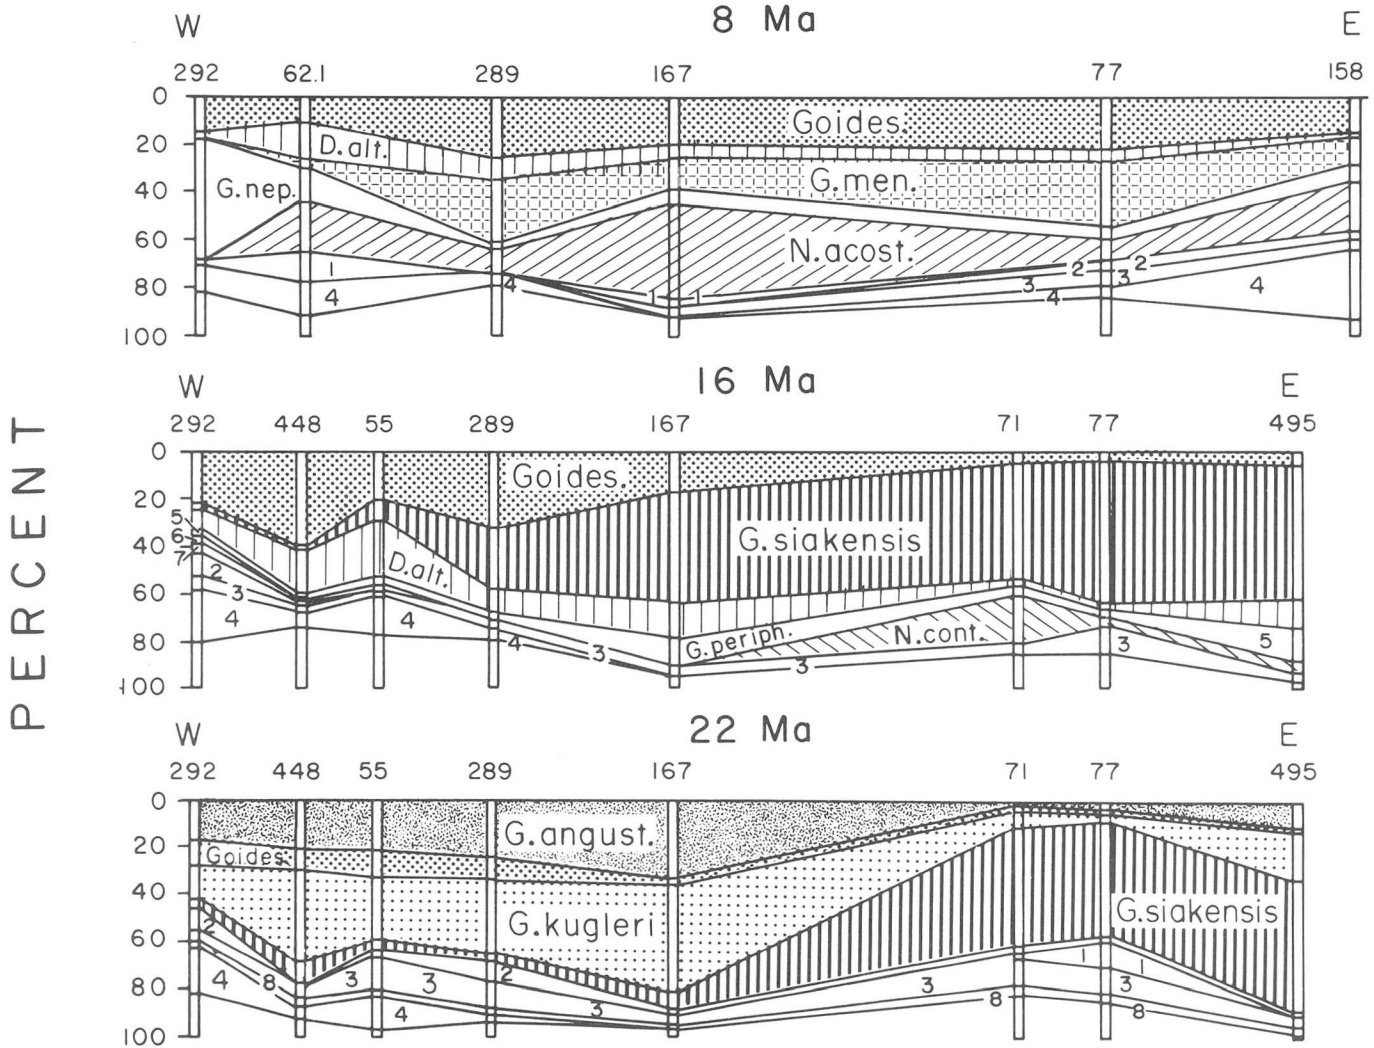 8 Ma
W E
292 62.1 289 167 77 158
0
20
40
60
80
100
Goides.
D.alt.
G.men.
G.nep.
N.acost.
1 4 4 1 1 2 2 3 3 4 4
PERCENT
16 Ma
W E
292 448 55 289 167 71 77 495
0
20
40
60
80
100
Goides.
G.siakensis
D.alt.
G.periph.
N.cont.
5 6 7 2 3 4 4 4 3 3 3 5
22 Ma
W E
292 448 55 289 167 71 77 495
0
20
40
60
80
100
G.angust.
Goides
G.kugleri
G.siakensis
2 4 8 3 3 4 2 3 3 8 1 1 3 8